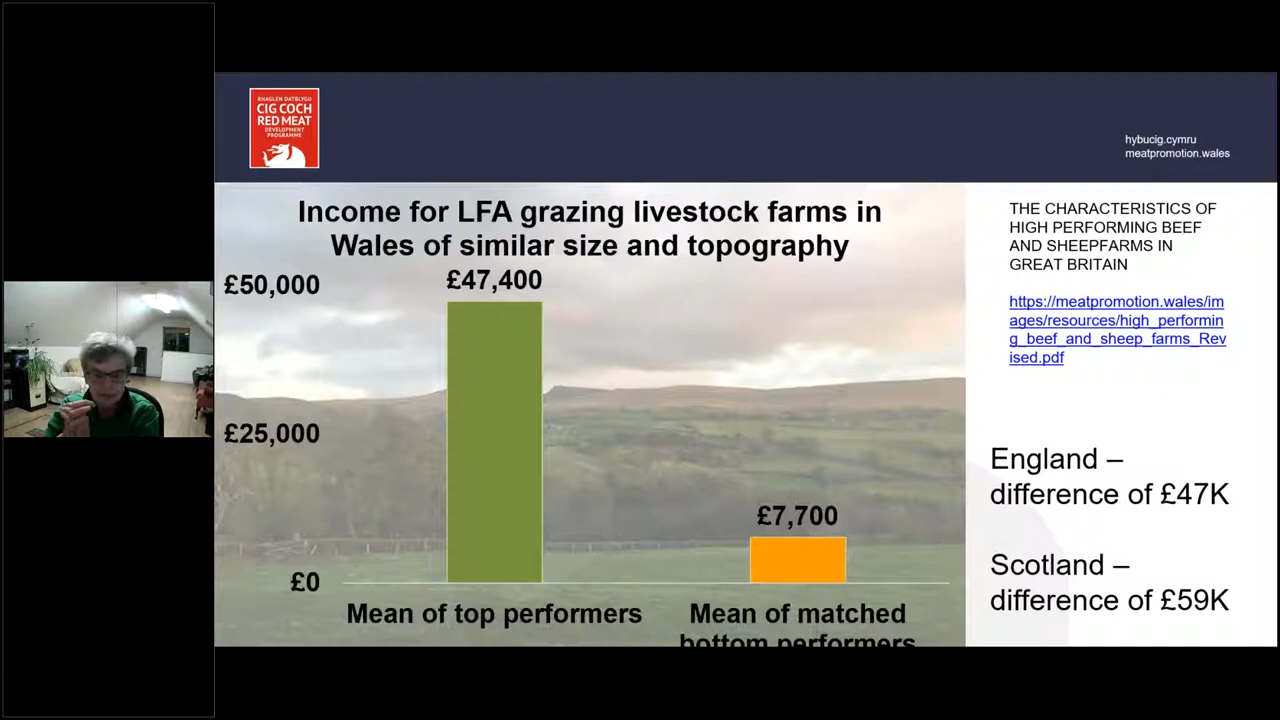 RHAGLEN DATBLYGU
CIG COCH
RED MEAT
DEVELOPMENT
PROGRAMME
hybucig.cymru
meatpromotion.wales
Income for LFA grazing livestock farms in
Wales of similar size and topography
£50,000
£47,400
£25,000
£7,700
£0
Mean of top performers
Mean of matched
bottom performers
THE CHARACTERISTICS OF
HIGH PERFORMING BEEF
AND SHEEPFARMS IN
GREAT BRITAIN
https://meatpromotion.wales/im
ages/resources/high_performin
g_beef_and_sheep_farms_Rev
ised.pdf
England –
difference of £47K
Scotland –
difference of £59K